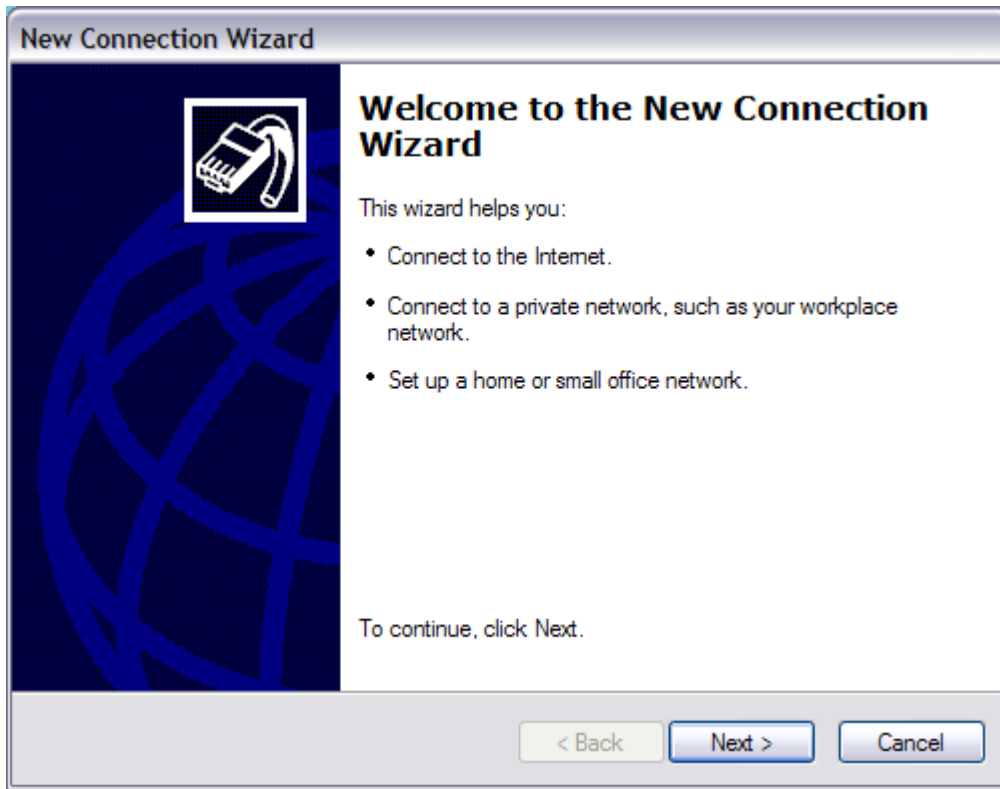 New Connection Wizard
Welcome to the New Connection
Wizard
This wizard helps you:
• Connect to the Internet.
• Connect to a private network, such as your workplace
network.
• Set up a home or small office network.
To continue, click Next.
< Back
Next >
Cancel